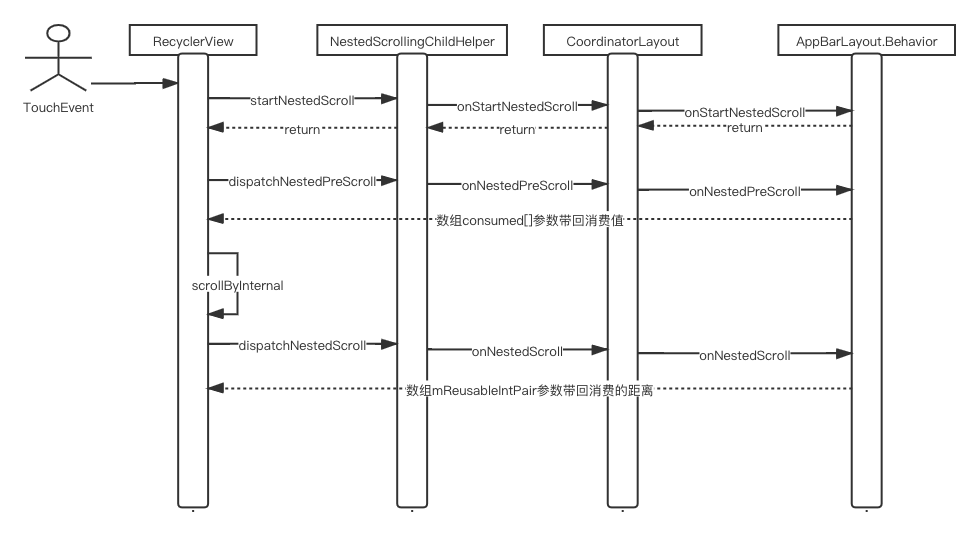 RecyclerView
NestedScrollingChildHelper
CoordinatorLayout
AppBarLayout.Behavior
TouchEvent
startNestedScroll
onStartNestedScroll
onStartNestedScroll
return
return
return
dispatchNestedPreScroll
onNestedPreScroll
onNestedPreScroll
数组consumed[]参数带回消费值
scrollByInternal
dispatchNestedScroll
onNestedScroll
onNestedScroll
数组mReusableIntPair参数带回消费的距离